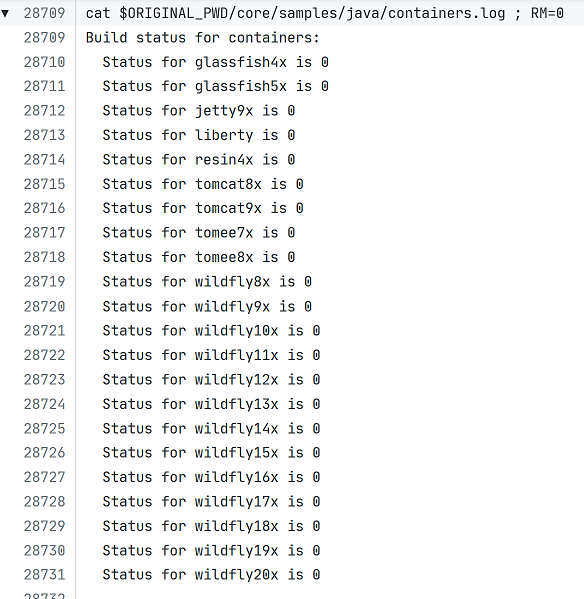 ▼ 28709 cat $ORIGINAL_PWD/core/samples/java/containers.log ; RM=0
28709 Build status for containers:
28710 Status for glassfish4x is 0
28711 Status for glassfish5x is 0
28712 Status for jetty9x is 0
28713 Status for liberty is 0
28714 Status for resin4x is 0
28715 Status for tomcat8x is 0
28716 Status for tomcat9x is 0
28717 Status for tomee7x is 0
28718 Status for tomee8x is 0
28719 Status for wildfly8x is 0
28720 Status for wildfly9x is 0
28721 Status for wildfly10x is 0
28722 Status for wildfly11x is 0
28723 Status for wildfly12x is 0
28724 Status for wildfly13x is 0
28725 Status for wildfly14x is 0
28726 Status for wildfly15x is 0
28727 Status for wildfly16x is 0
28728 Status for wildfly17x is 0
28729 Status for wildfly18x is 0
28730 Status for wildfly19x is 0
28731 Status for wildfly20x is 0